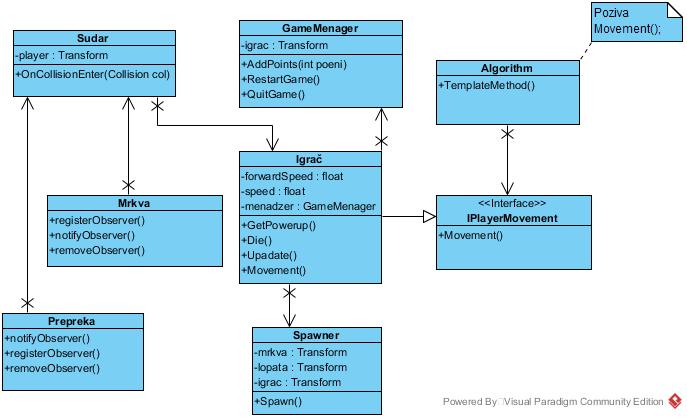 Sudar
-player : Transform
+OnCollisionEnter(Collision col)
GameMenager
-igrac : Transform
+AddPoints(int poeni)
+RestartGame()
+QuitGame()
Poziva
Movement();
Algorithm
+TemplateMethod()
Igrač
-forwardSpeed : float
-speed : float
-menadzer : GameMenager
+GetPowerup()
+Die()
+Upadate()
+Movement()
<<Interface>>
IPlayerMovement
+Movement()
Mrkva
+registerObserver()
+notifyObserver()
+removeObserver()
Prepreka
+notifyObserver()
+registerObserver()
+removeObserver()
Spawner
-mrkva : Transform
-lopata : Transform
-igrac : Transform
+Spawn()
Powered By Visual Paradigm Community Edition